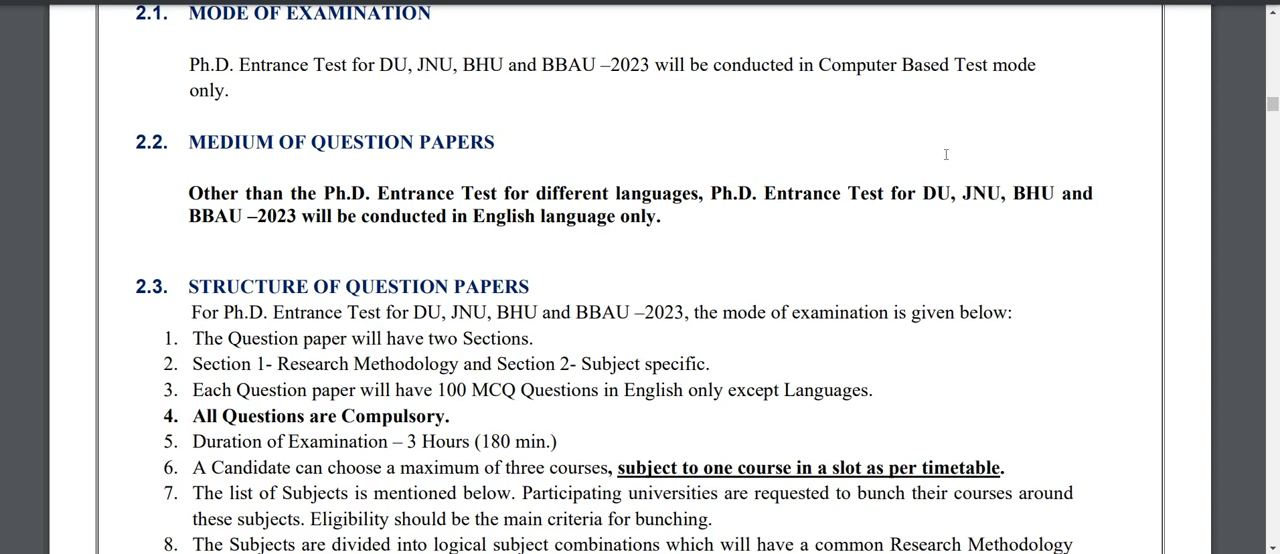 2.1. MODE OF EXAMINATION
Ph.D. Entrance Test for DU, JNU, BHU and BBAU –2023 will be conducted in Computer Based Test mode
only.
2.2. MEDIUM OF QUESTION PAPERS
Other than the Ph.D. Entrance Test for different languages, Ph.D. Entrance Test for DU, JNU, BHU and
BBAU –2023 will be conducted in English language only.
2.3. STRUCTURE OF QUESTION PAPERS
For Ph.D. Entrance Test for DU, JNU, BHU and BBAU –2023, the mode of examination is given below:
1. The Question paper will have two Sections.
2. Section 1- Research Methodology and Section 2- Subject specific.
3. Each Question paper will have 100 MCQ Questions in English only except Languages.
4. All Questions are Compulsory.
5. Duration of Examination – 3 Hours (180 min.)
6. A Candidate can choose a maximum of three courses, subject to one course in a slot as per timetable.
7. The list of Subjects is mentioned below. Participating universities are requested to bunch their courses around
these subjects. Eligibility should be the main criteria for bunching.
8. The Subjects are divided into logical subject combinations which will have a common Research Methodology